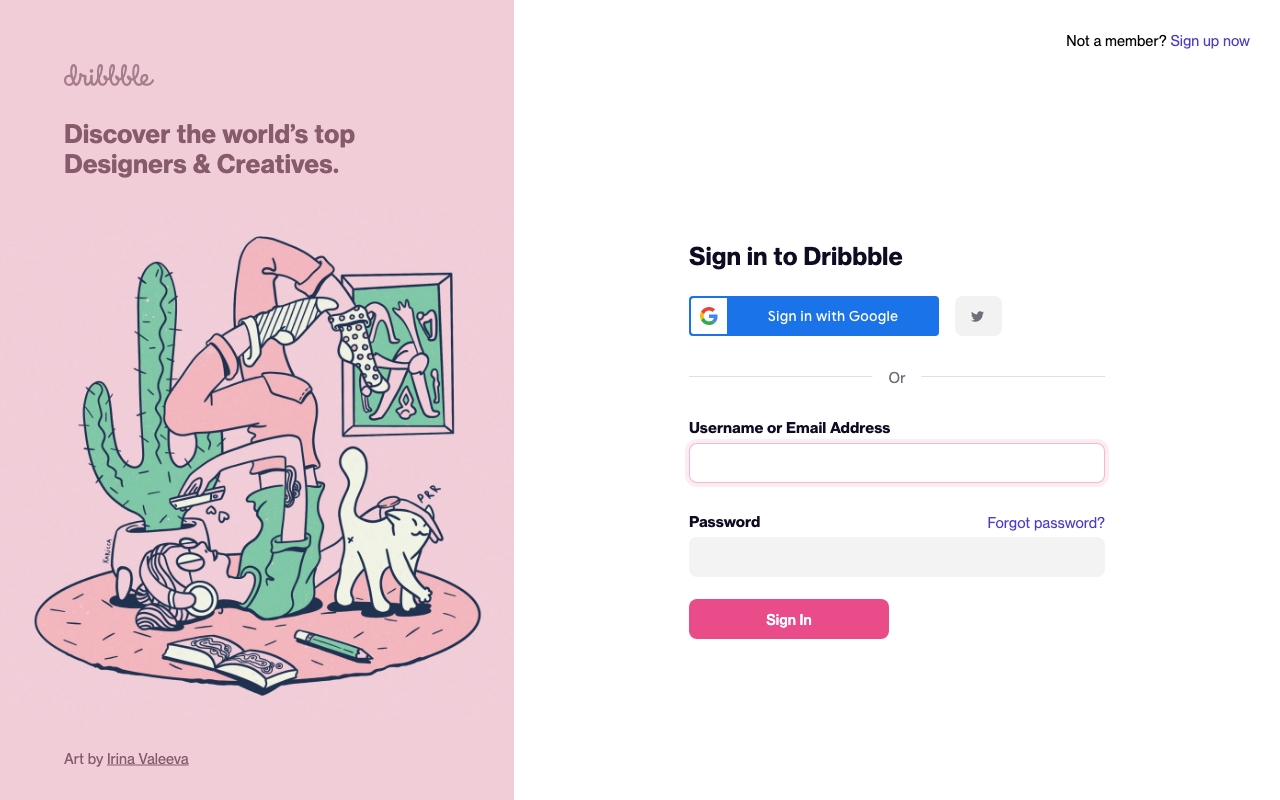 dribbble
Discover the world's top
Designers & Creatives.
PRR
KABUCCA
Art by Irina Valeeva
Not a member? Sign up now
Sign in to Dribbble
Sign in with Google
Or
Username or Email Address
Password
Forgot password?
Sign In